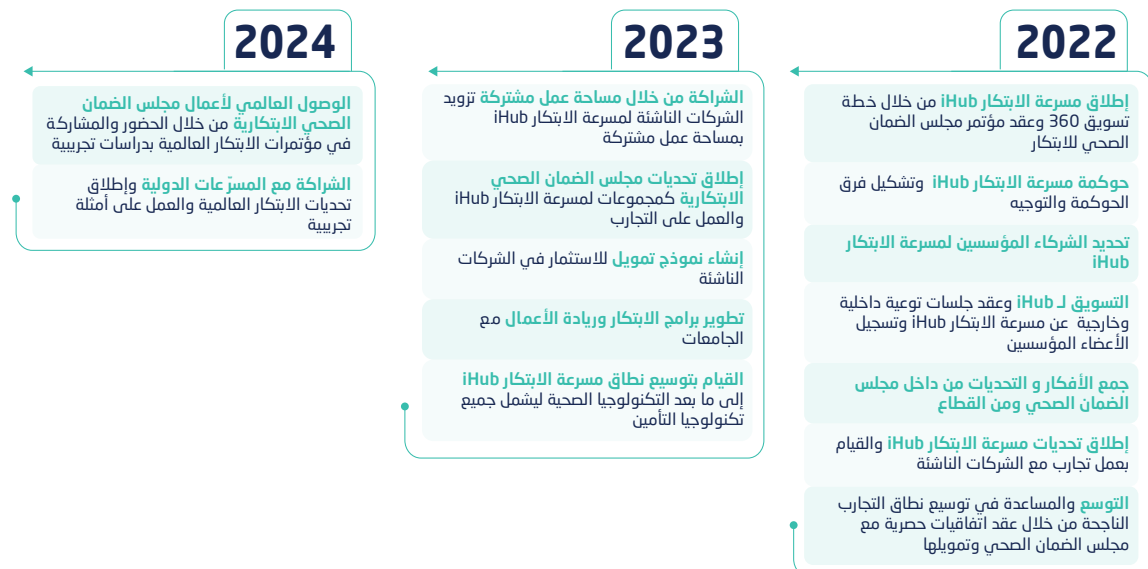 2022
إطلاق مسرعة الابتكار iHub من خلال خطة
تسويق 360 وعقد مؤتمر مجلس الضمان
الصحي للابتكار
حوكمة مسرعة الابتكار iHub وتشكيل فرق
الحوكمة والتوجيه
تحديد الشركاء المؤسسين لمسرعة الابتكار
iHub
التسويق لـ iHub وعقد جلسات توعية داخلية
وخارجية عن مسرعة الابتكار iHub وتسجيل
الأعضاء المؤسسين
جمع الأفكار و التحديات من داخل مجلس
الضمان الصحي ومن القطاع
إطلاق تحديات مسرعة الابتكار iHub والقيام
بعمل تجارب مع الشركات الناشئة
التوسع والمساعدة في توسيع نطاق التجارب
الناجحة من خلال عقد اتفاقيات حصرية مع
مجلس الضمان الصحي وتمويلها
2023
الشراكة من خلال مساحة عمل مشتركة تزويد
الشركات الناشئة لمسرعة الابتكار iHub
بمساحة عمل مشتركة
إطلاق تحديات مجلس الضمان الصحي
الابتكارية كمجموعات لمسرعة الابتكار iHub
والعمل على التجارب
إنشاء نموذج تمويل للاستثمار في الشركات
الناشئة
تطوير برامج الابتكار وريادة الأعمال مع
الجامعات
القيام بتوسيع نطاق مسرعة الابتكار iHub
إلى ما بعد التكنولوجيا الصحية ليشمل جميع
تكنولوجيا التأمين
2024
الوصول العالمي لأعمال مجلس الضمان
الصحي الابتكارية من خلال الحضور والمشاركة
في مؤتمرات الابتكار العالمية بدراسات تجريبية
الشراكة مع المسرّعات الدولية وإطلاق
تحديات الابتكار العالمية والعمل على أمثلة
تجريبية